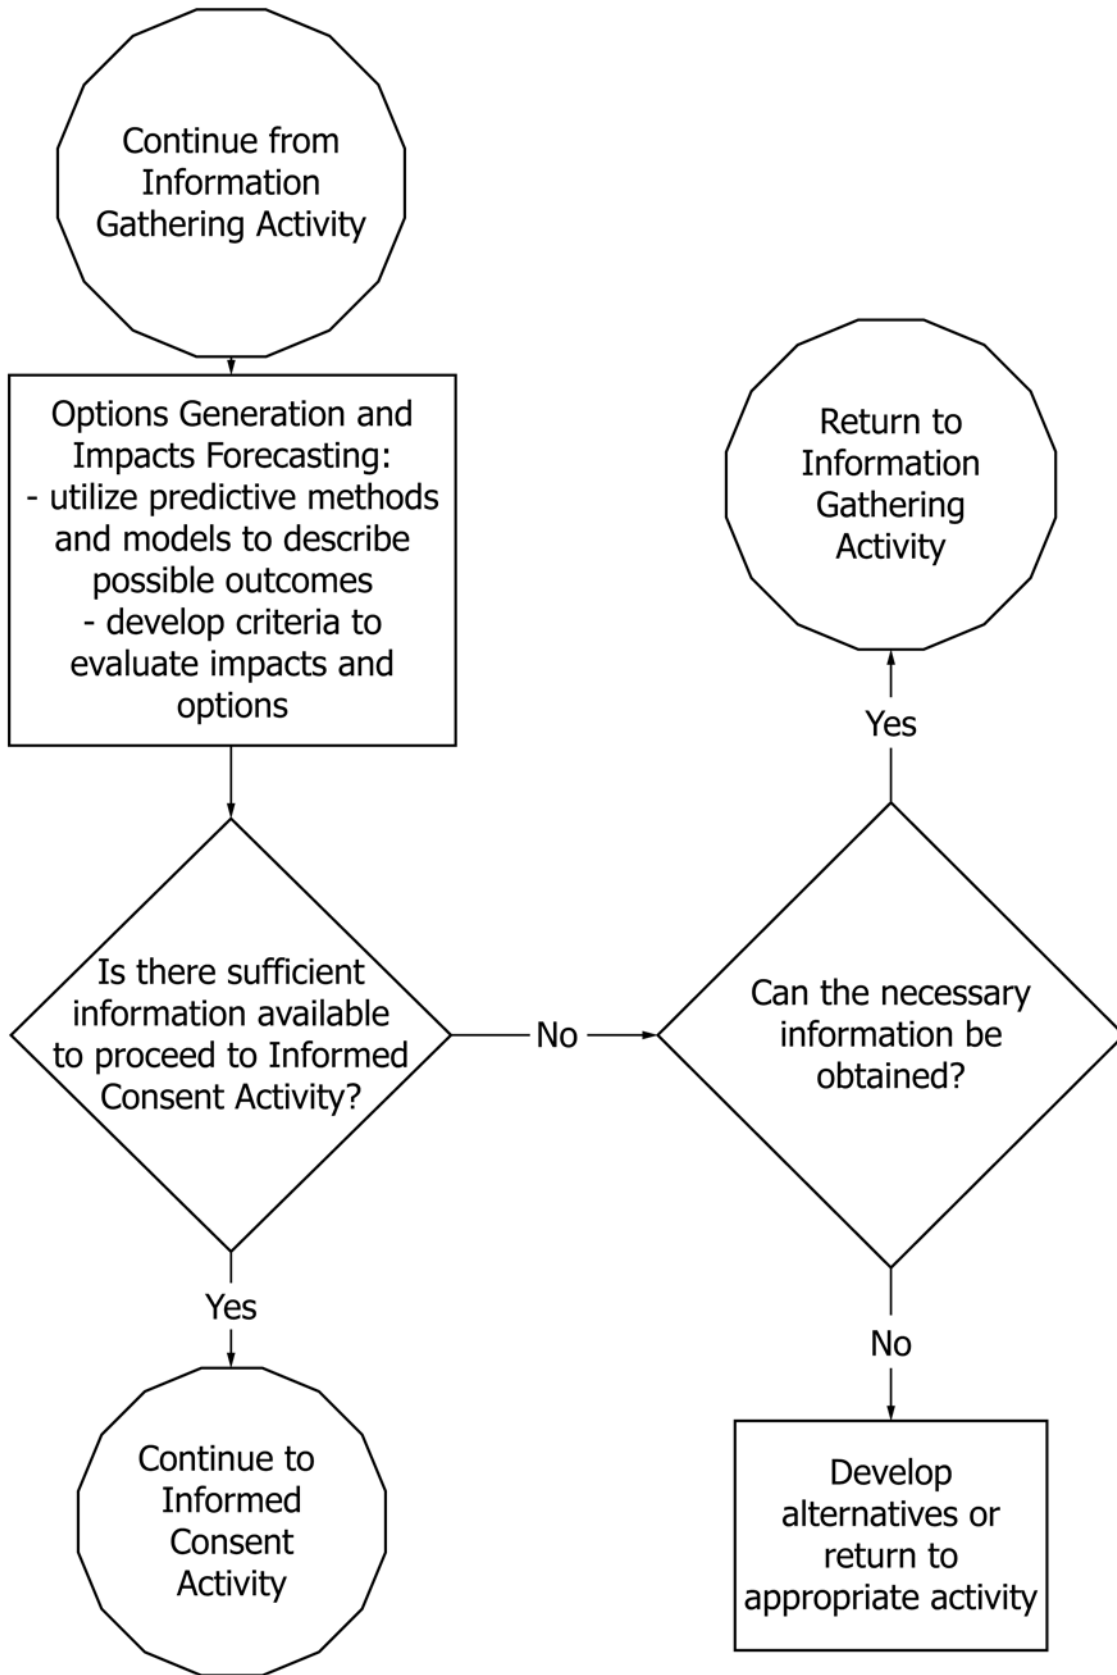 Continue from
Information
Gathering Activity
Options Generation and
Impacts Forecasting:
- utilize predictive methods
and models to describe
possible outcomes
- develop criteria to
evaluate impacts and
options
Is there sufficient
information available
to proceed to Informed
Consent Activity?
No
Yes
Continue to
Informed
Consent
Activity
Return to
Information
Gathering
Activity
Yes
Can the necessary
information be
obtained?
No
Develop
alternatives or
return to
appropriate activity